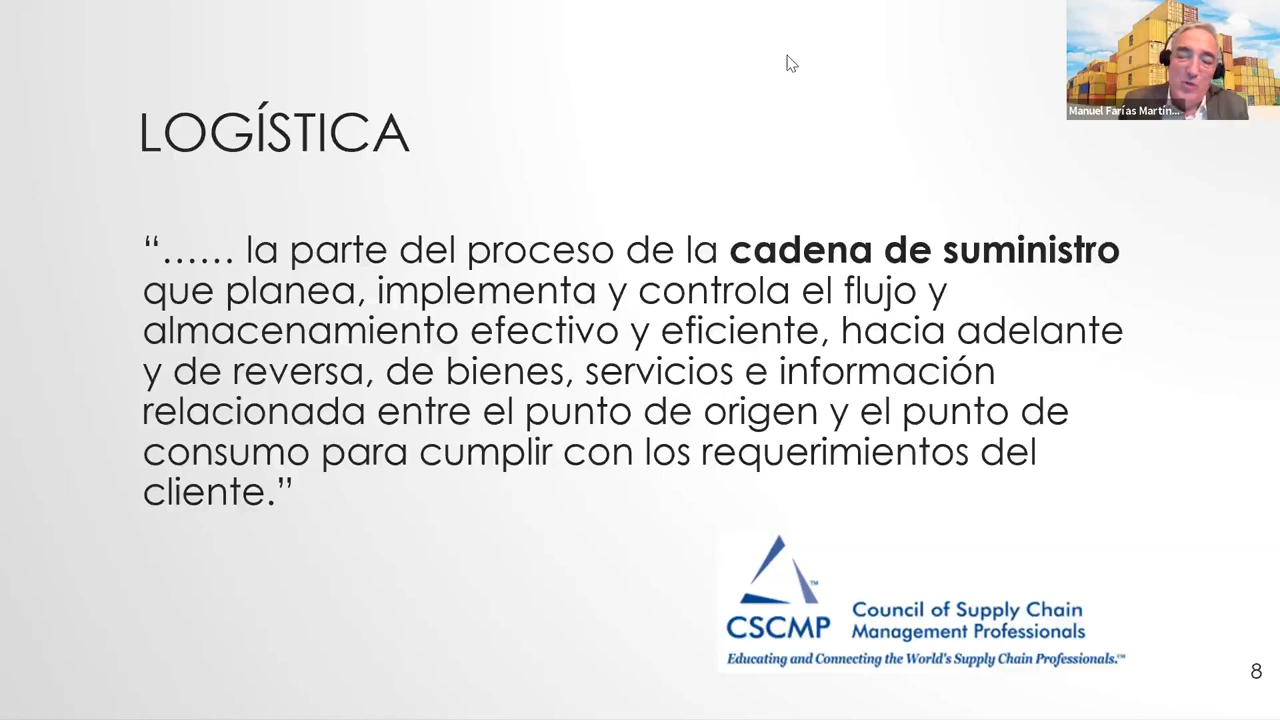 Manuel Farías Martín...
LOGÍSTICA
“...... la parte del proceso de la cadena de suministro
que planea, implementa y controla el flujo y
almacenamiento efectivo y eficiente, hacia adelante
y de reversa, de bienes, servicios e información
relacionada entre el punto de origen y el punto de
consumo para cumplir con los requerimientos del
cliente.”
TM
CSCMP
Council of Supply Chain
Management Professionals
Educating and Connecting the World's Supply Chain Professionals.™
8